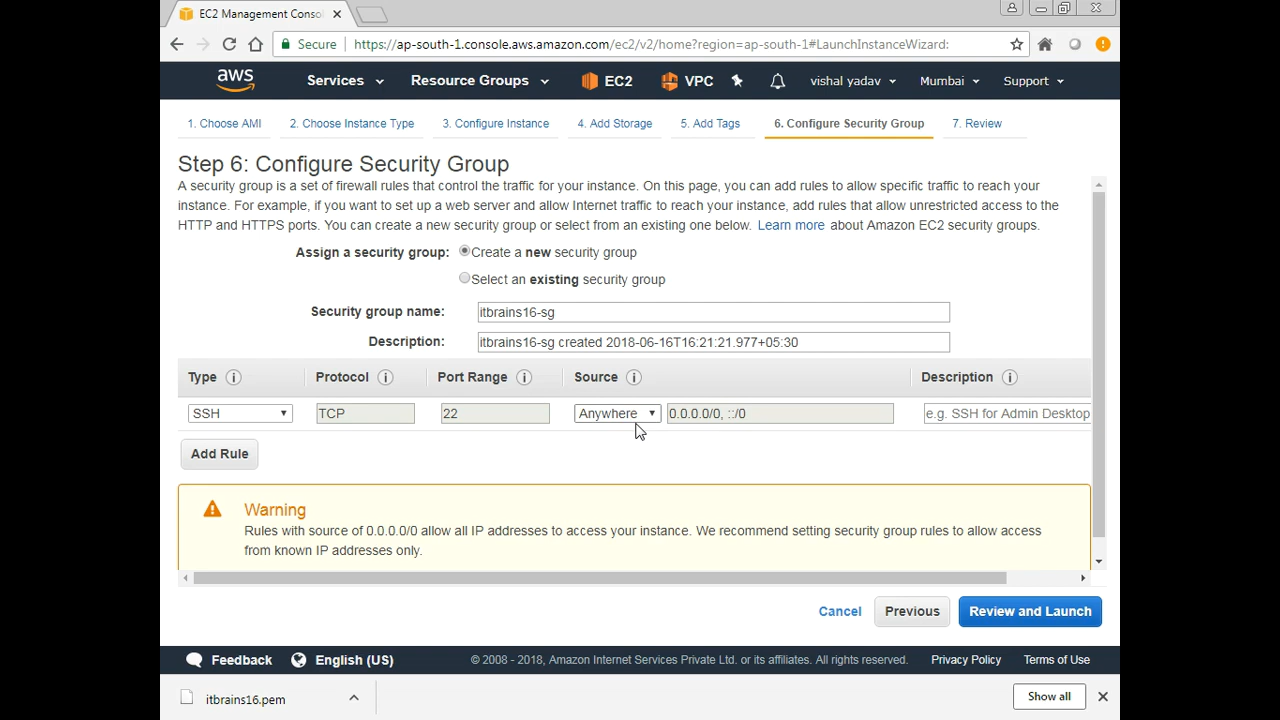 EC2 Management Conso
Secure
https://ap-south-1.console.aws.amazon.com/ec2/v2/home?region=ap-south-1#LaunchInstanceWizard:
aws
Services
Resource Groups
EC2
VPC
vishal yadav
Mumbai
Support
1. Choose AMI
2. Choose Instance Type
3. Configure Instance
4. Add Storage
5. Add Tags
6. Configure Security Group
7. Review
Step 6: Configure Security Group
A security group is a set of firewall rules that control the traffic for your instance. On this page, you can add rules to allow specific traffic to reach your
instance. For example, if you want to set up a web server and allow Internet traffic to reach your instance, add rules that allow unrestricted access to the
HTTP and HTTPS ports. You can create a new security group or select from an existing one below. Learn more about Amazon EC2 security groups.
Assign a security group:
Create a new security group
Select an existing security group
Security group name:
itbrains16-sg
Description:
itbrains16-sg created 2018-06-16T16:21:21.977+05:30
Type
Protocol
Port Range
Source
Description
SSH
TCP
22
Anywhere
0.0.0.0/0, ::/0
e.g. SSH for Admin Desktop
Add Rule
Warning
Rules with source of 0.0.0.0/0 allow all IP addresses to access your instance. We recommend setting security group rules to allow access
from known IP addresses only.
Cancel
Previous
Review and Launch
Feedback
English (US)
© 2008 - 2018, Amazon Internet Services Private Ltd. or its affiliates. All rights reserved.
Privacy Policy
Terms of Use
itbrains16.pem
Show all